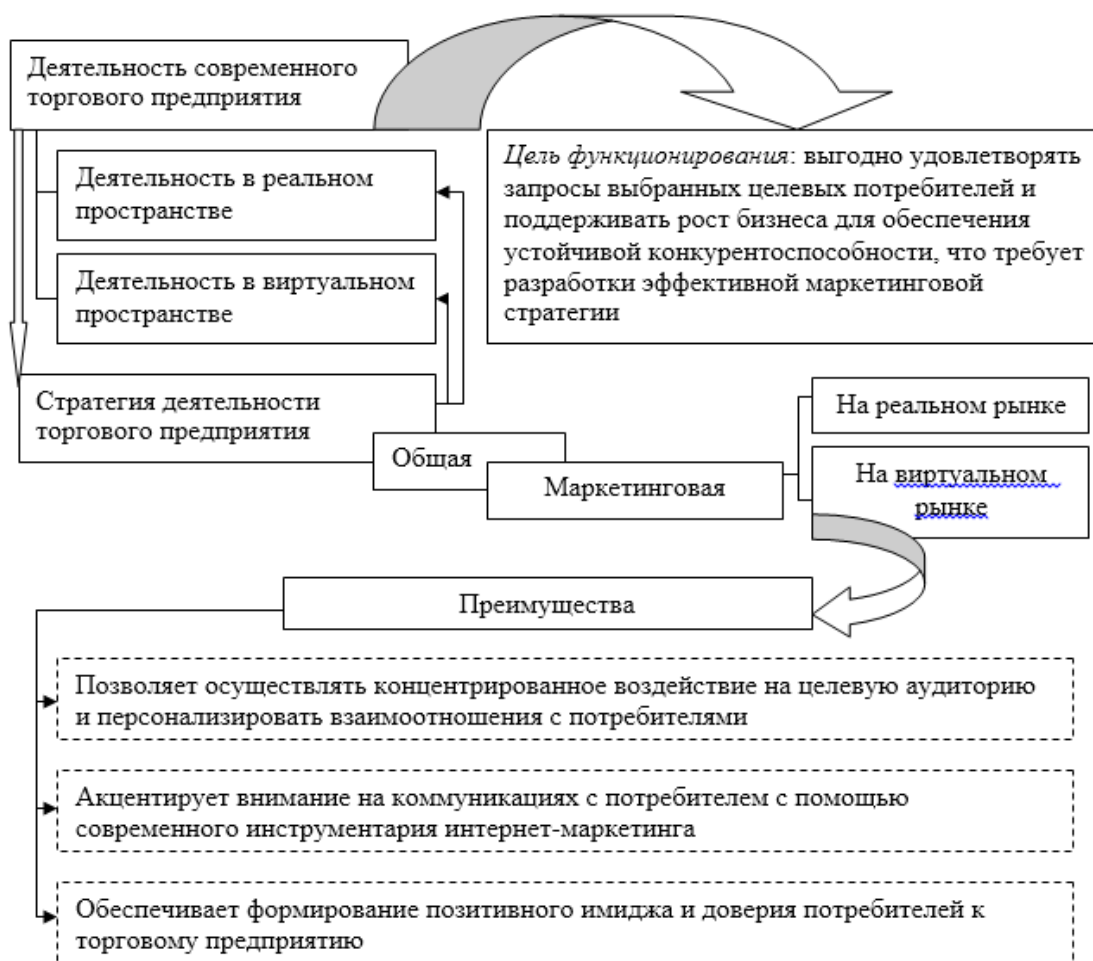 Деятельность современного
торгового предприятия
Цель функционирования: выгодно удовлетворять
запросы выбранных целевых потребителей и
поддерживать рост бизнеса для обеспечения
устойчивой конкурентоспособности, что требует
разработки эффективной маркетинговой
стратегии
Деятельность в реальном
пространстве
Деятельность в виртуальном
пространстве
Стратегия деятельности
торгового предприятия
Общая
Маркетинговая
На реальном рынке
На виртуальном
рынке
Преимущества
Позволяет осуществлять концентрированное воздействие на целевую аудиторию
и персонализировать взаимоотношения с потребителями
Акцентирует внимание на коммуникациях с потребителем с помощью
современного инструментария интернет-маркетинга
Обеспечивает формирование позитивного имиджа и доверия потребителей к
торговому предприятию